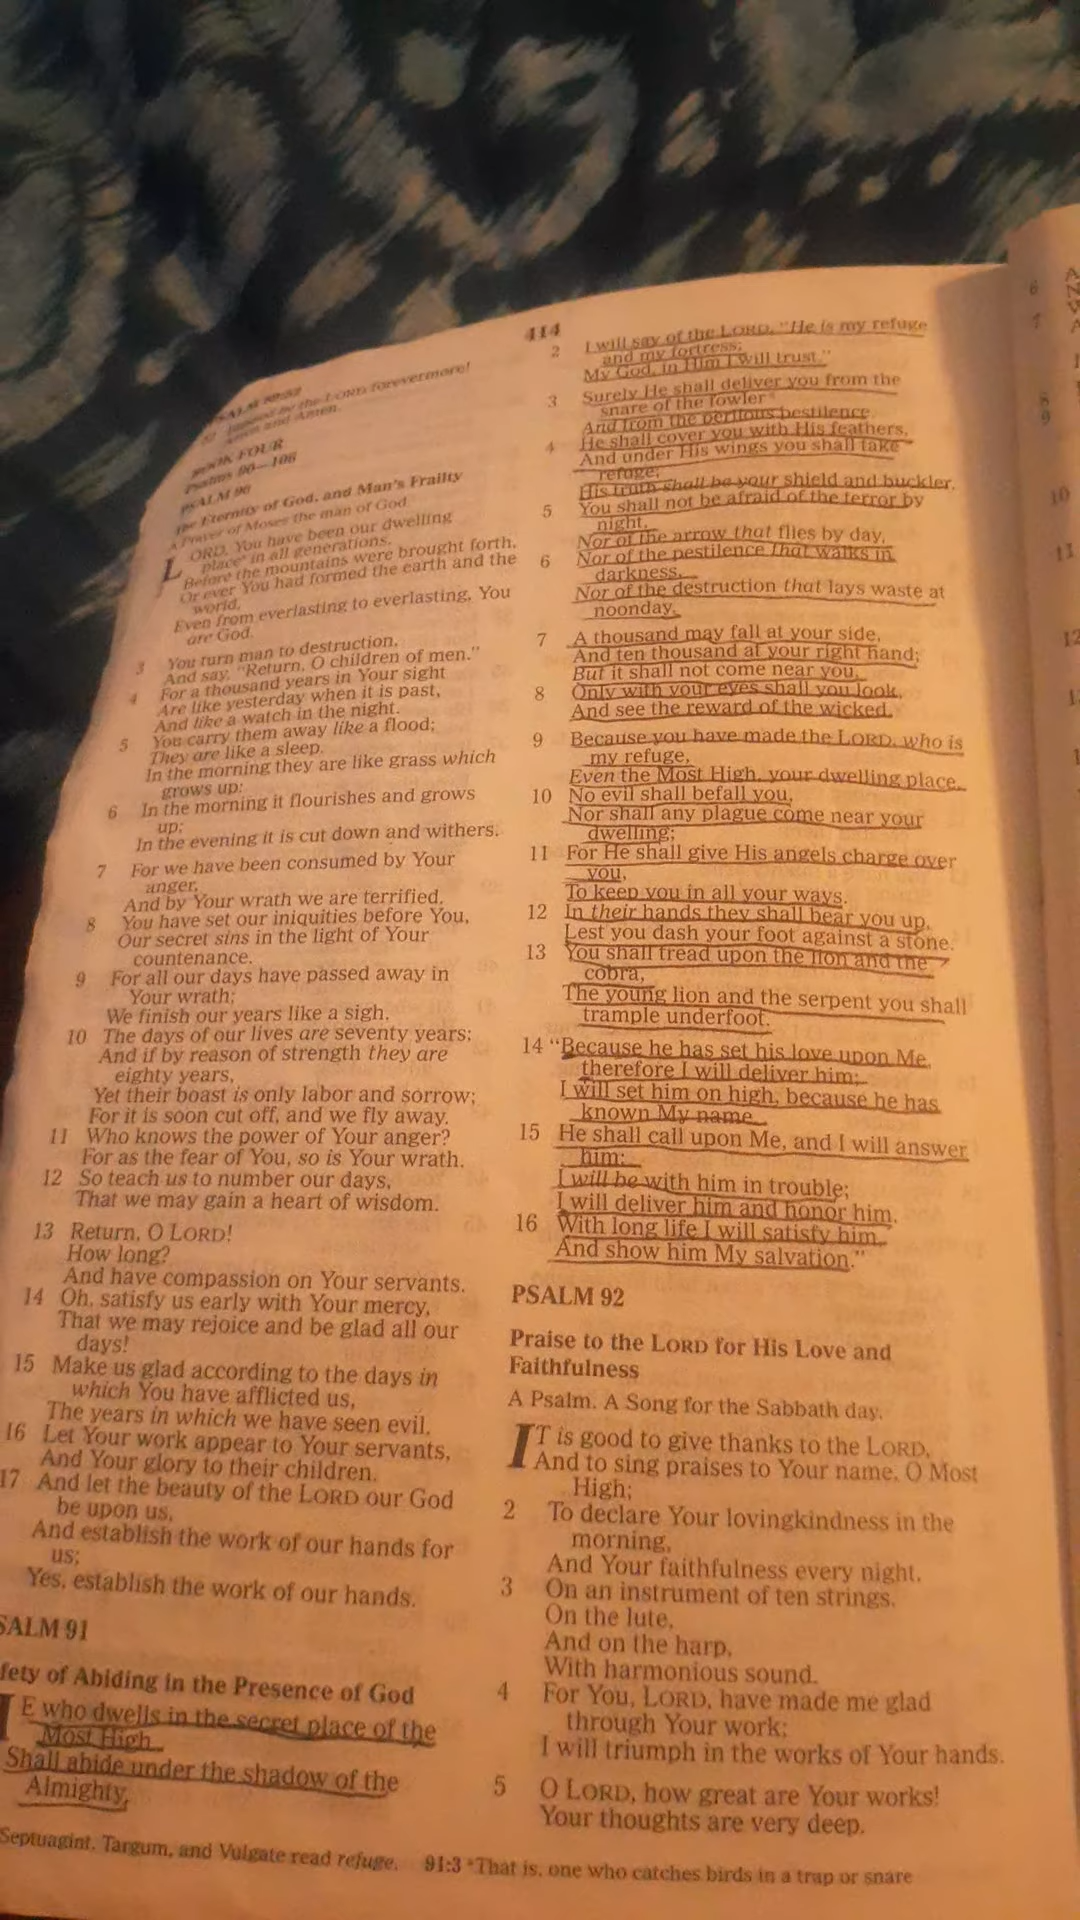 414
PSALM 89:52
52 Blessed be the LORD forevermore!
Amen and Amen.
BOOK FOUR
Psalms 90—106
PSALM 90
The Eternity of God, and Man's Frailty
A Prayer of Moses the man of God.
LORD, You have been our dwelling
place* in all generations.
Before the mountains were brought forth,
Or ever You had formed the earth and the
world,
Even from everlasting to everlasting, You
are God.
3 You turn man to destruction,
And say, "Return, O children of men."
4 For a thousand years in Your sight
Are like yesterday when it is past,
And like a watch in the night.
5 You carry them away like a flood;
They are like a sleep.
In the morning they are like grass which
grows up:
6 In the morning it flourishes and grows
up;
In the evening it is cut down and withers.
7 For we have been consumed by Your
anger,
And by Your wrath we are terrified.
8 You have set our iniquities before You,
Our secret sins in the light of Your
countenance.
9 For all our days have passed away in
Your wrath;
We finish our years like a sigh.
10 The days of our lives are seventy years;
And if by reason of strength they are
eighty years,
Yet their boast is only labor and sorrow;
For it is soon cut off, and we fly away.
11 Who knows the power of Your anger?
For as the fear of You, so is Your wrath.
12 So teach us to number our days,
That we may gain a heart of wisdom.
13 Return, O LORD!
How long?
And have compassion on Your servants.
14 Oh, satisfy us early with Your mercy,
That we may rejoice and be glad all our
days!
15 Make us glad according to the days in
which You have afflicted us,
The years in which we have seen evil.
16 Let Your work appear to Your servants,
And Your glory to their children.
17 And let the beauty of the LORD our God
be upon us,
And establish the work of our hands for
us;
Yes, establish the work of our hands.
SALM 91
fety of Abiding in the Presence of God
HE who dwells in the secret place of the
Most High
Shall abide under the shadow of the
Almighty.
2 I will say of the LORD, "He is my refuge
and my fortress;
My God, in Him I will trust."
3 Surely He shall deliver you from the
snare of the fowler*
And from the perilous pestilence.
4 He shall cover you with His feathers,
And under His wings you shall take
refuge;
His truth shall be your shield and buckler.
5 You shall not be afraid of the terror by
night,
Nor of the arrow that flies by day,
6 Nor of the pestilence that walks in
darkness,
Nor of the destruction that lays waste at
noonday.
7 A thousand may fall at your side,
And ten thousand at your right hand;
But it shall not come near you.
8 Only with your eyes shall you look,
And see the reward of the wicked.
9 Because you have made the LORD, who is
my refuge,
Even the Most High, your dwelling place,
10 No evil shall befall you,
Nor shall any plague come near your
dwelling;
11 For He shall give His angels charge over
you,
To keep you in all your ways.
12 In their hands they shall bear you up,
Lest you dash your foot against a stone.
13 You shall tread upon the lion and the
cobra,
The young lion and the serpent you shall
trample underfoot.
14 "Because he has set his love upon Me,
therefore I will deliver him;
I will set him on high, because he has
known My name.
15 He shall call upon Me, and I will answer
him;
I will be with him in trouble;
I will deliver him and honor him.
16 With long life I will satisfy him,
And show him My salvation."
PSALM 92
Praise to the LORD for His Love and
Faithfulness
A Psalm. A Song for the Sabbath day.
IT is good to give thanks to the LORD,
And to sing praises to Your name, O Most
High;
2 To declare Your lovingkindness in the
morning,
And Your faithfulness every night,
3 On an instrument of ten strings,
On the lute,
And on the harp,
With harmonious sound.
4 For You, LORD, have made me glad
through Your work;
I will triumph in the works of Your hands.
5 O LORD, how great are Your works!
Your thoughts are very deep.
Septuagint, Targum, and Vulgate read refuge. 91:3 *That is, one who catches birds in a trap or snare
6
7
8
9
10
11
12